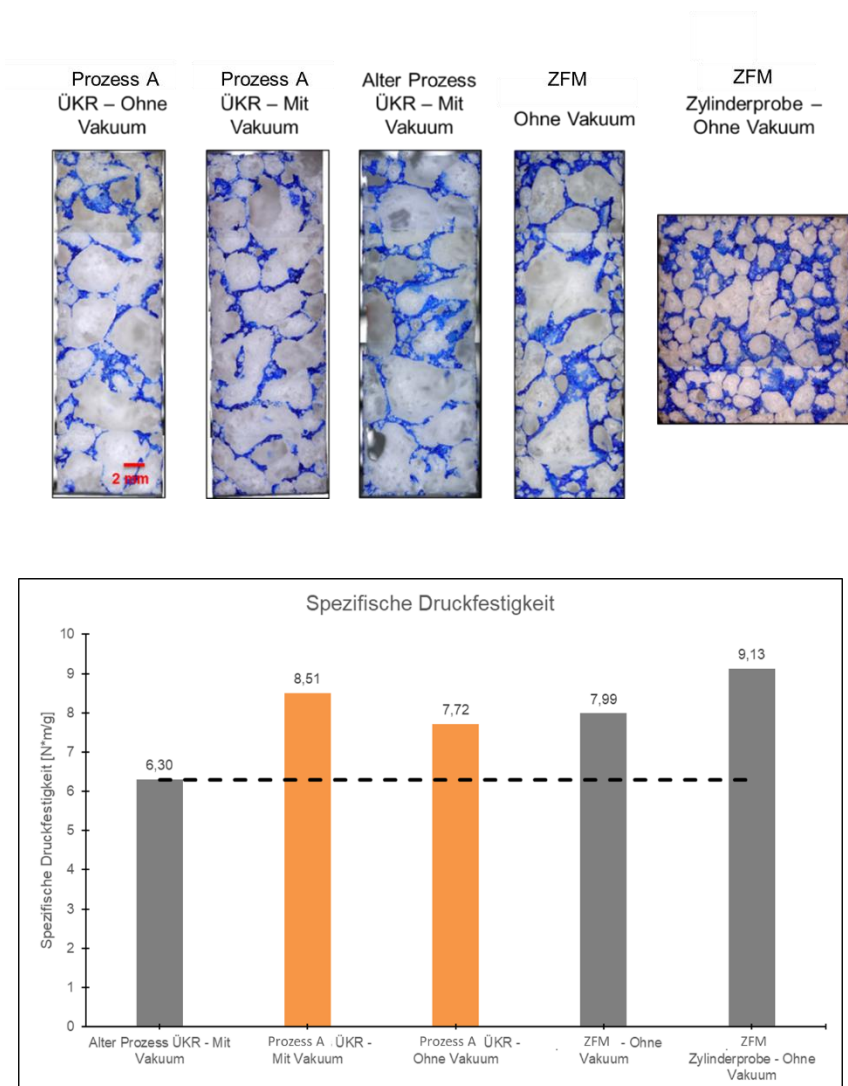 Prozess A
ÜKR – Ohne
Vakuum
Prozess A
ÜKR – Mit
Vakuum
Alter Prozess
ÜKR – Mit
Vakuum
ZFM
Ohne Vakuum
ZFM
Zylinderprobe –
Ohne Vakuum
2 mm
Spezifische Druckfestigkeit
Spezifische Druckfestigkeit [N*m/g]
10
9
8
7
6
5
4
3
2
1
0
6,30
8,51
7,72
7,99
9,13
Alter Prozess ÜKR - Mit
Vakuum
Prozess A ÜKR -
Mit Vakuum
Prozess A ÜKR -
Ohne Vakuum
ZFM - Ohne
Vakuum
ZFM
Zylinderprobe - Ohne
Vakuum